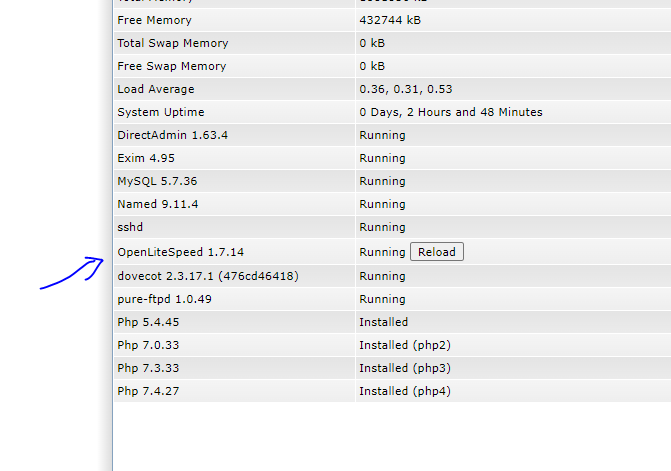 Free Memory 432744 kB
Total Swap Memory 0 kB
Free Swap Memory 0 kB
Load Average 0.36, 0.31, 0.53
System Uptime 0 Days, 2 Hours and 48 Minutes
DirectAdmin 1.63.4 Running
Exim 4.95 Running
MySQL 5.7.36 Running
Named 9.11.4 Running
sshd Running
OpenLiteSpeed 1.7.14 Running Reload
dovecot 2.3.17.1 (476cd46418) Running
pure-ftpd 1.0.49 Running
Php 5.4.45 Installed
Php 7.0.33 Installed (php2)
Php 7.3.33 Installed (php3)
Php 7.4.27 Installed (php4)